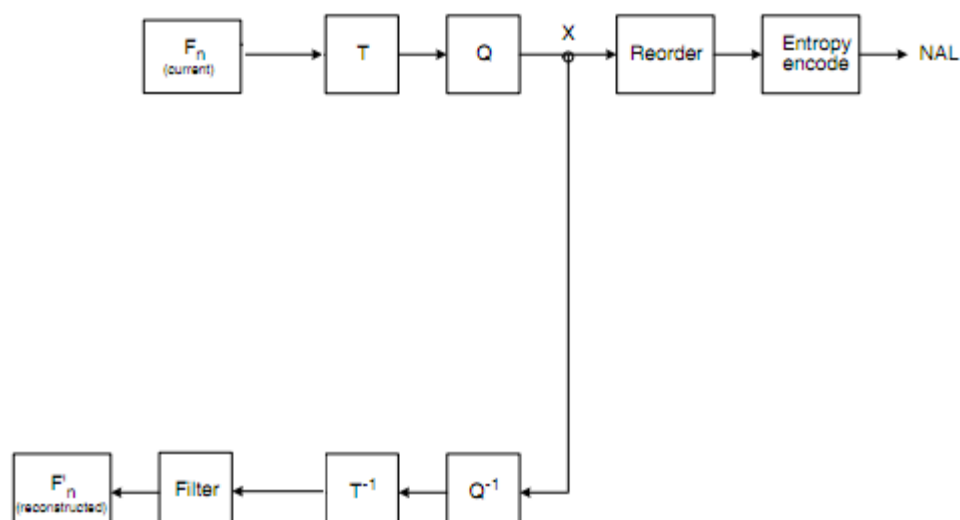 Fn
(current)
T
Q
X
Reorder
Entropy
encode
NAL
F'n
(reconstructed)
Filter
T-1
Q-1